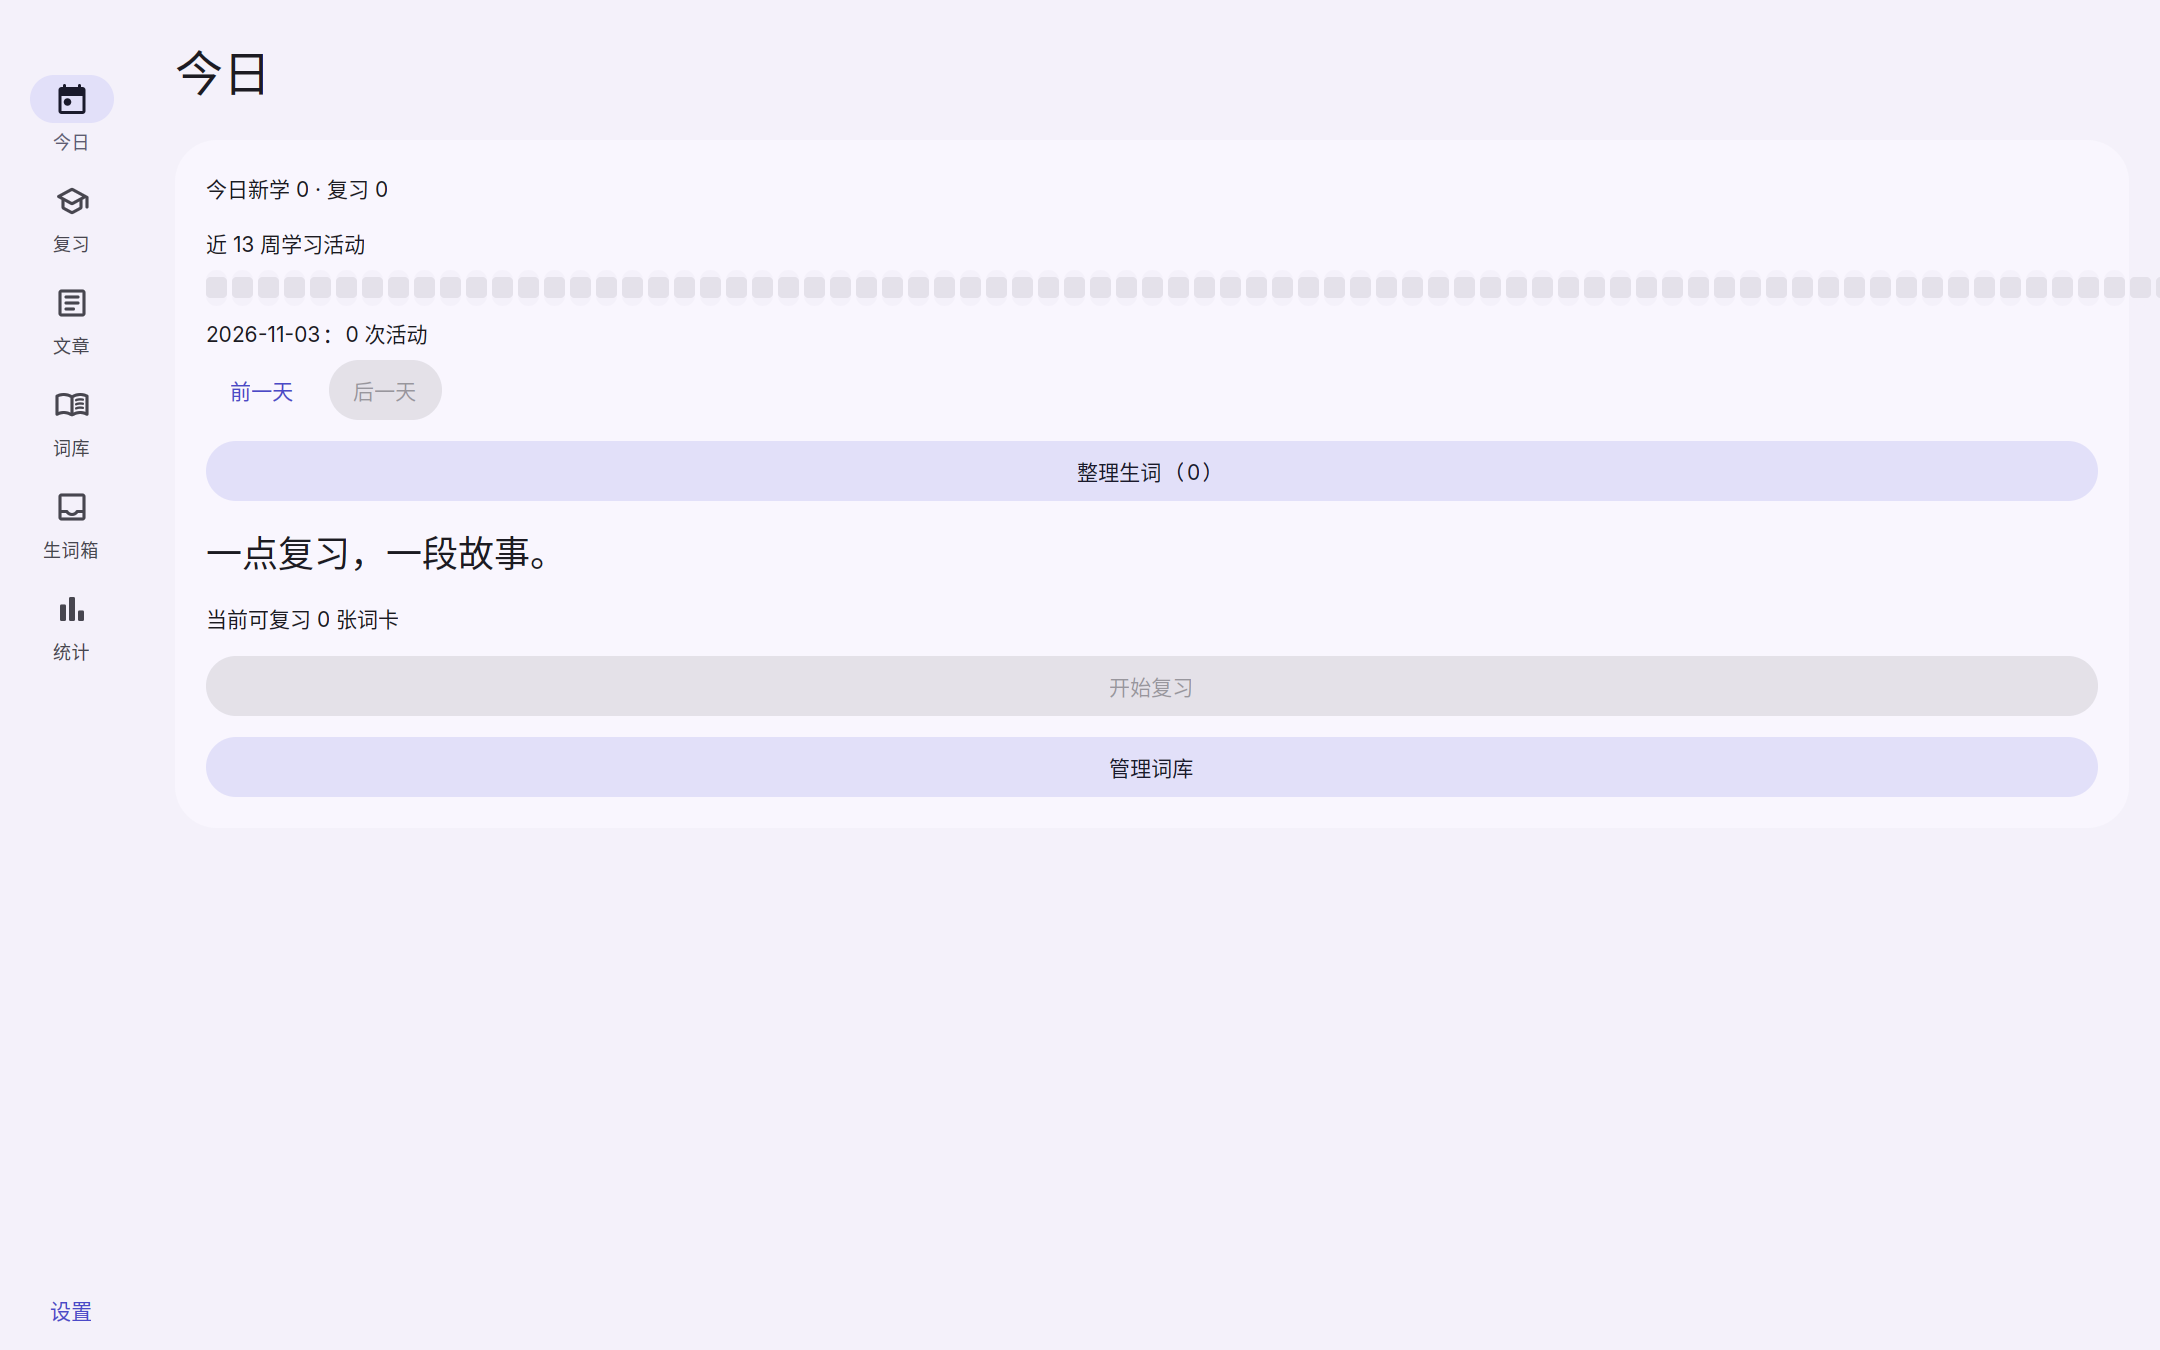 今日
今日
复习
文章
词库
生词箱
统计
设置
今日新学 0 · 复习 0
近 13 周学习活动
2026-11-03：0 次活动
前一天
后一天
整理生词（0）
一点复习，一段故事。
当前可复习 0 张词卡
开始复习
管理词库